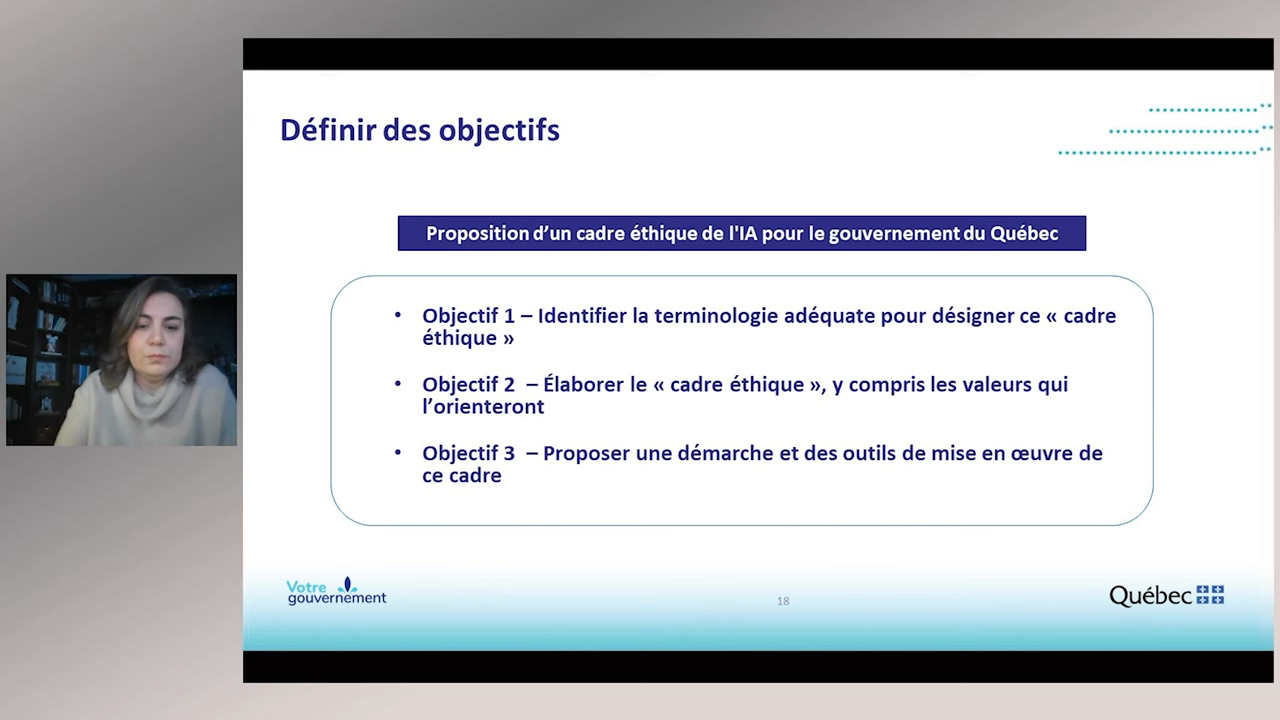 Définir des objectifs
Proposition d'un cadre éthique de l'IA pour le gouvernement du Québec
• Objectif 1 – Identifier la terminologie adéquate pour désigner ce « cadre
éthique »
• Objectif 2 – Élaborer le « cadre éthique », y compris les valeurs qui
l'orienteront
• Objectif 3 – Proposer une démarche et des outils de mise en œuvre de
ce cadre
Votre
gouvernement
18
Québec